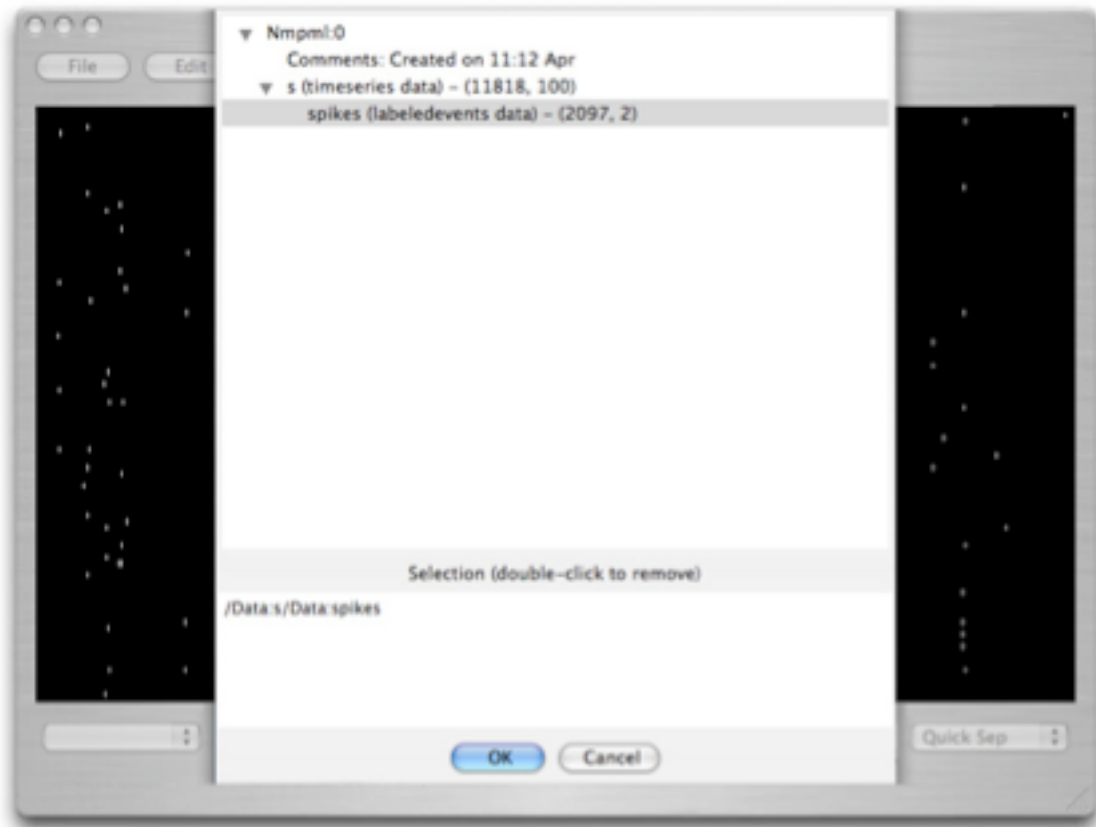 File Edit
Nmpml:0
Comments: Created on 11:12 Apr
s (timeseries data) – (11818, 100)
spikes (labeledevents data) – (2097, 2)
Selection (double-click to remove)
/Data:s/Data:spikes
Quick Sep
OK Cancel